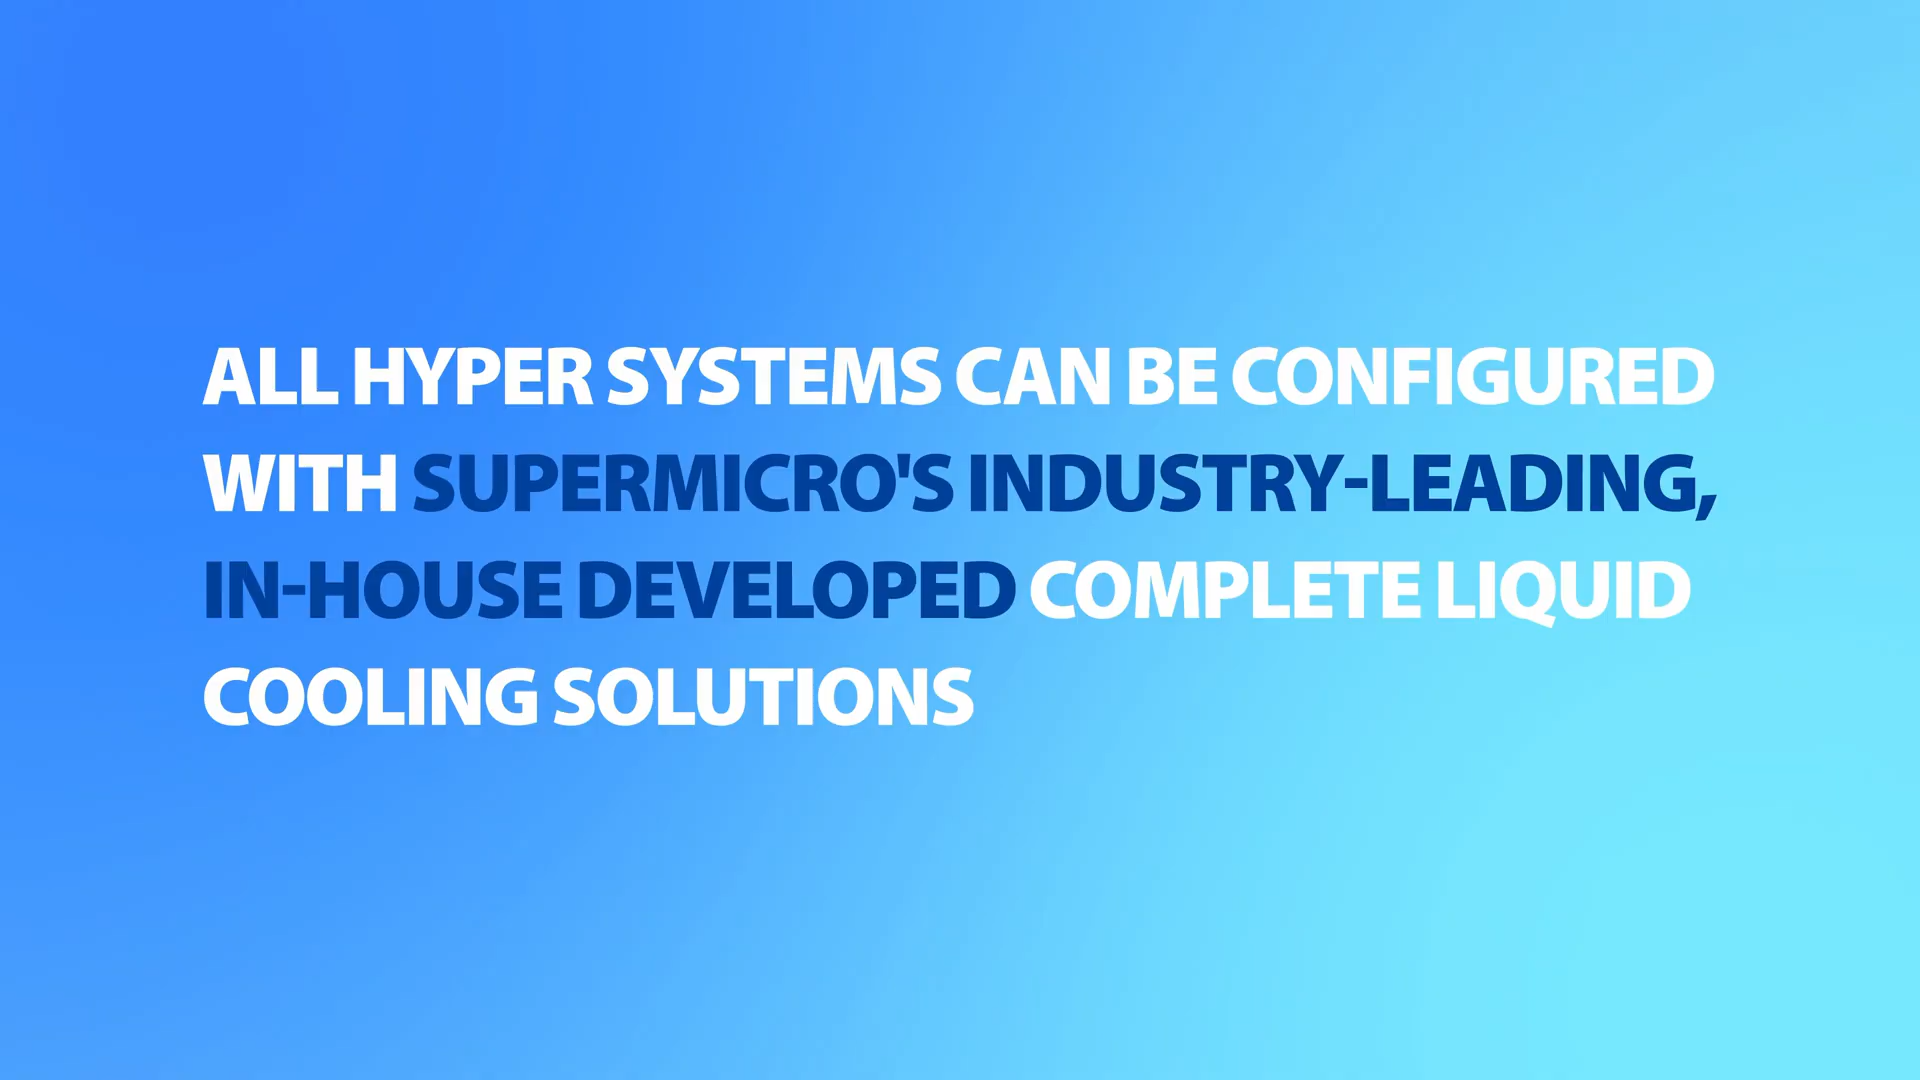 ALL HYPER SYSTEMS CAN BE CONFIGURED
WITH SUPERMICRO'S INDUSTRY-LEADING,
IN-HOUSE DEVELOPED COMPLETE LIQUID
COOLING SOLUTIONS